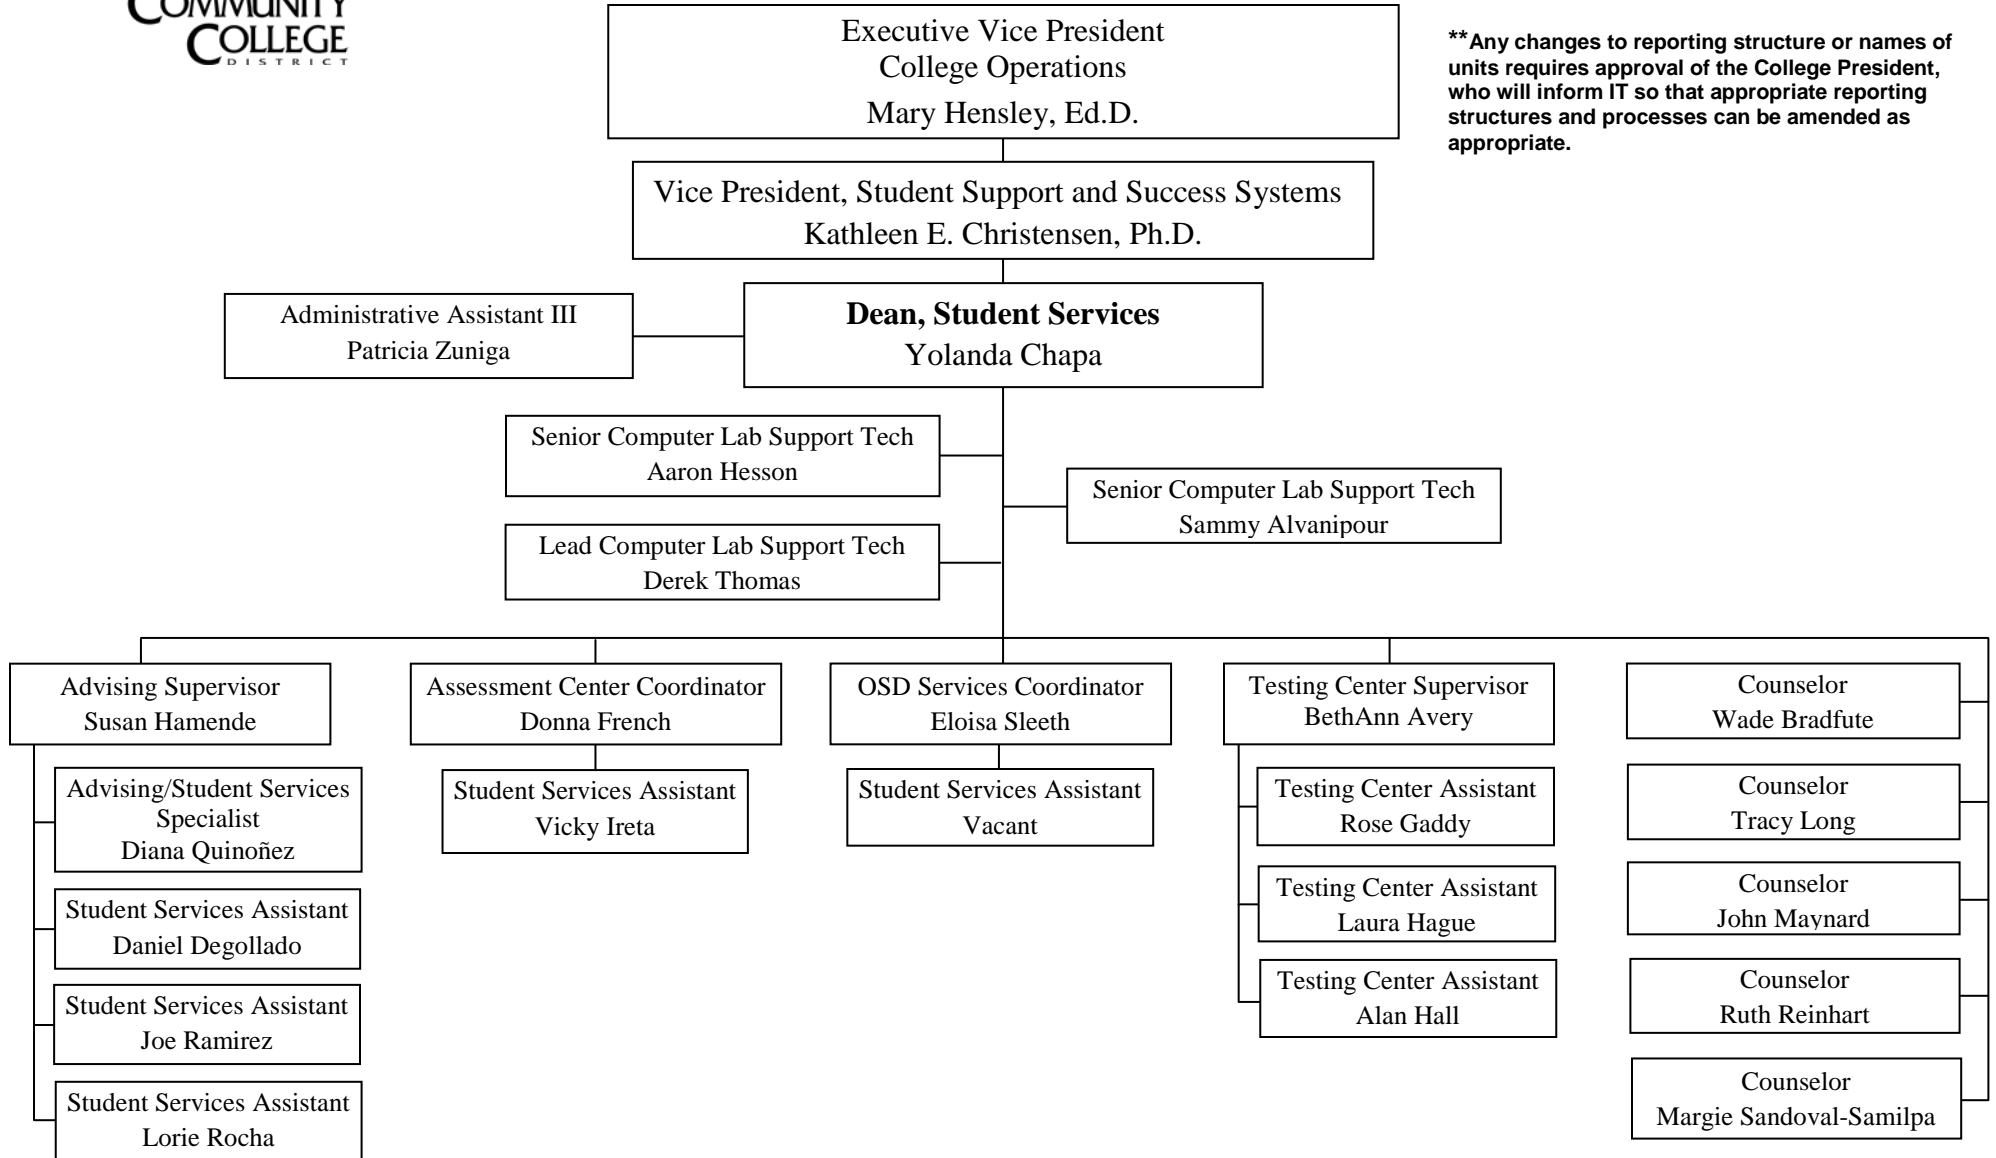 COMMUNITY
COLLEGE
DISTRICT
Executive Vice President
College Operations
Mary Hensley, Ed.D.
**Any changes to reporting structure or names of
units requires approval of the College President,
who will inform IT so that appropriate reporting
structures and processes can be amended as
appropriate.
Vice President, Student Support and Success Systems
Kathleen E. Christensen, Ph.D.
Administrative Assistant III
Patricia Zuniga
Dean, Student Services
Yolanda Chapa
Senior Computer Lab Support Tech
Aaron Hesson
Senior Computer Lab Support Tech
Sammy Alvanipour
Lead Computer Lab Support Tech
Derek Thomas
Advising Supervisor
Susan Hamende
Advising/Student Services
Specialist
Diana Quinoñez
Student Services Assistant
Daniel Degollado
Student Services Assistant
Joe Ramirez
Student Services Assistant
Lorie Rocha
Assessment Center Coordinator
Donna French
Student Services Assistant
Vicky Ireta
OSD Services Coordinator
Eloisa Sleeth
Student Services Assistant
Vacant
Testing Center Supervisor
BethAnn Avery
Testing Center Assistant
Rose Gaddy
Testing Center Assistant
Laura Hague
Testing Center Assistant
Alan Hall
Counselor
Wade Bradfute
Counselor
Tracy Long
Counselor
John Maynard
Counselor
Ruth Reinhart
Counselor
Margie Sandoval-Samilpa